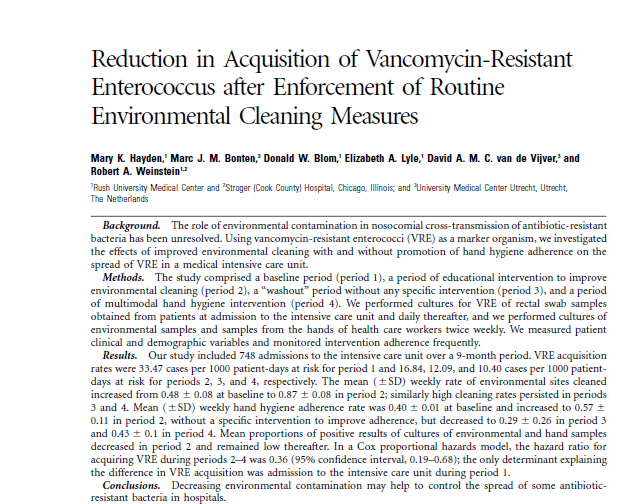 Reduction in Acquisition of Vancomycin-Resistant
Enterococcus after Enforcement of Routine
Environmental Cleaning Measures
Mary K. Hayden,¹ Marc J. M. Bonten,³ Donald W. Blom,¹ Elizabeth A. Lyle,¹ David A. M. C. van de Vijver,³ and
Robert A. Weinstein¹,²
¹Rush University Medical Center and ²Stroger (Cook County) Hospital, Chicago, Illinois; and ³University Medical Center Utrecht, Utrecht,
The Netherlands
Background. The role of environmental contamination in nosocomial cross-transmission of antibiotic-resistant
bacteria has been unresolved. Using vancomycin-resistant enterococci (VRE) as a marker organism, we investigated
the effects of improved environmental cleaning with and without promotion of hand hygiene adherence on the
spread of VRE in a medical intensive care unit.
Methods. The study comprised a baseline period (period 1), a period of educational intervention to improve
environmental cleaning (period 2), a “washout” period without any specific intervention (period 3), and a period
of multimodal hand hygiene intervention (period 4). We performed cultures for VRE of rectal swab samples
obtained from patients at admission to the intensive care unit and daily thereafter, and we performed cultures of
environmental samples and samples from the hands of health care workers twice weekly. We measured patient
clinical and demographic variables and monitored intervention adherence frequently.
Results. Our study included 748 admissions to the intensive care unit over a 9-month period. VRE acquisition
rates were 33.47 cases per 1000 patient-days at risk for period 1 and 16.84, 12.09, and 10.40 cases per 1000 patient-
days at risk for periods 2, 3, and 4, respectively. The mean (±SD) weekly rate of environmental sites cleaned
increased from 0.48 ± 0.08 at baseline to 0.87 ± 0.08 in period 2; similarly high cleaning rates persisted in periods
3 and 4. Mean (±SD) weekly hand hygiene adherence rate was 0.40 ± 0.01 at baseline and increased to 0.57 ±
0.11 in period 2, without a specific intervention to improve adherence, but decreased to 0.29 ± 0.26 in period 3
and 0.43 ± 0.1 in period 4. Mean proportions of positive results of cultures of environmental and hand samples
decreased in period 2 and remained low thereafter. In a Cox proportional hazards model, the hazard ratio for
acquiring VRE during periods 2–4 was 0.36 (95% confidence interval, 0.19–0.68); the only determinant explaining
the difference in VRE acquisition was admission to the intensive care unit during period 1.
Conclusions. Decreasing environmental contamination may help to control the spread of some antibiotic-
resistant bacteria in hospitals.